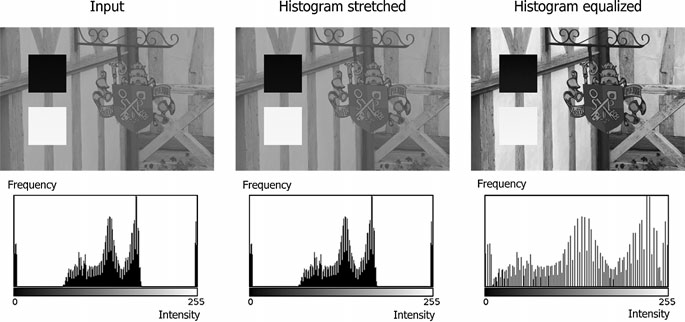 Input
Histogram stretched
Histogram equalized
Frequency
0
255
Intensity
Frequency
0
255
Intensity
Frequency
0
255
Intensity